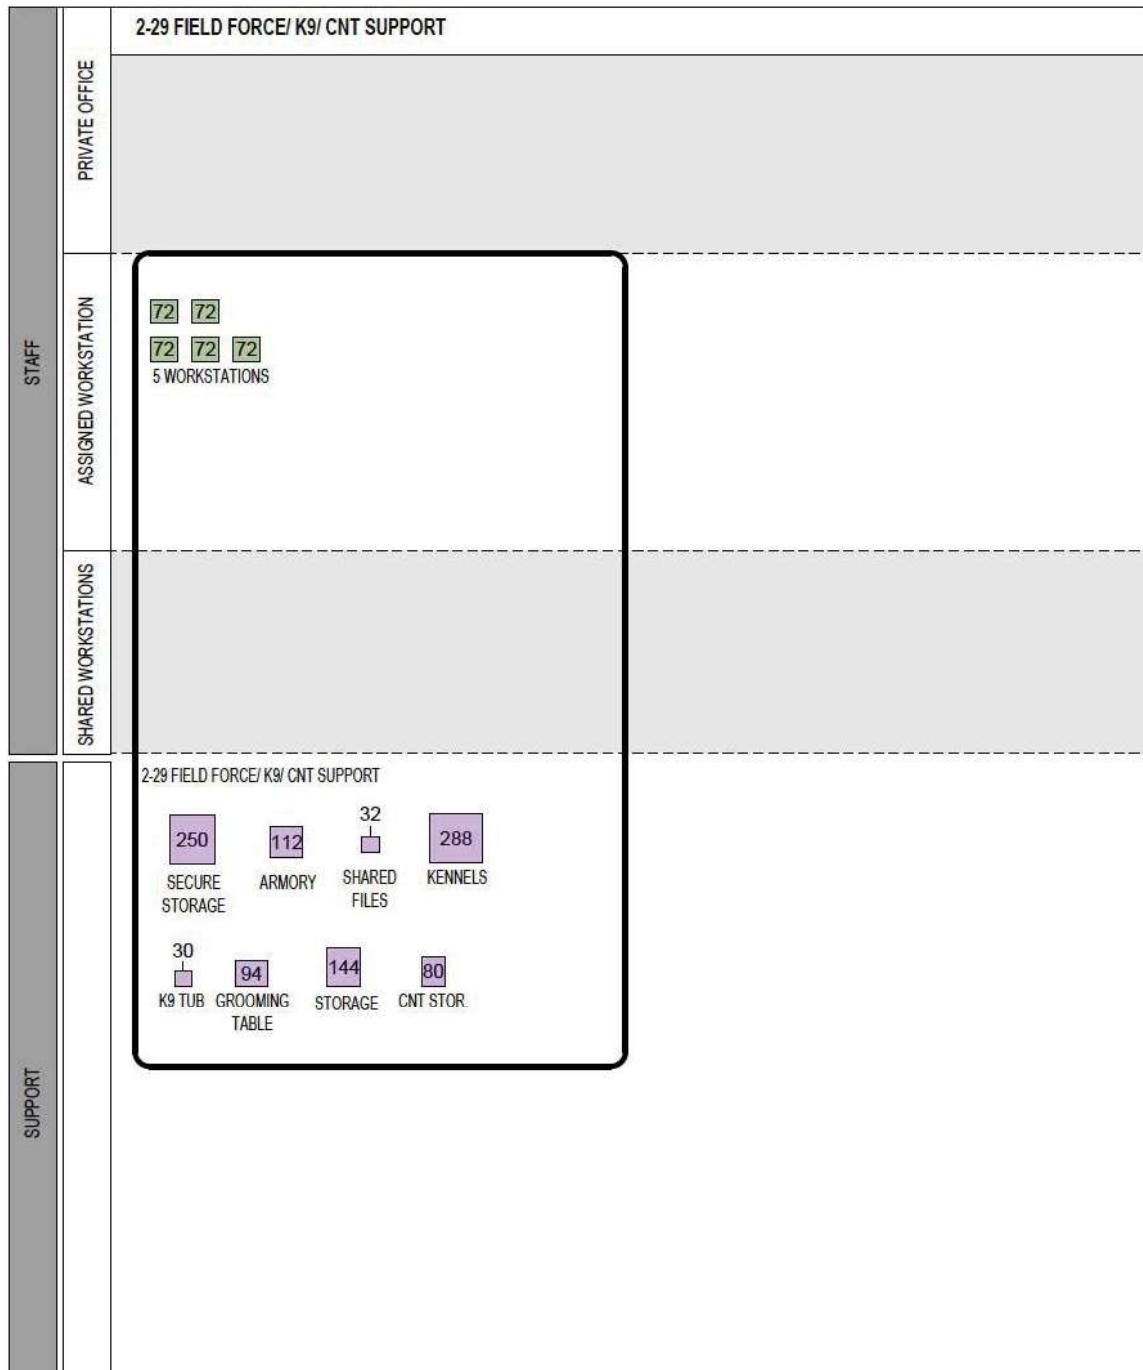 2-29 FIELD FORCE/ K9/ CNT SUPPORT
STAFF
PRIVATE OFFICE
ASSIGNED WORKSTATION
72 72
72 72 72
5 WORKSTATIONS
SHARED WORKSTATIONS
SUPPORT
2-29 FIELD FORCE/ K9/ CNT SUPPORT
250
SECURE
STORAGE
112
ARMORY
32
SHARED
FILES
288
KENNELS
30
K9 TUB
94
GROOMING
TABLE
144
STORAGE
80
CNT STOR.